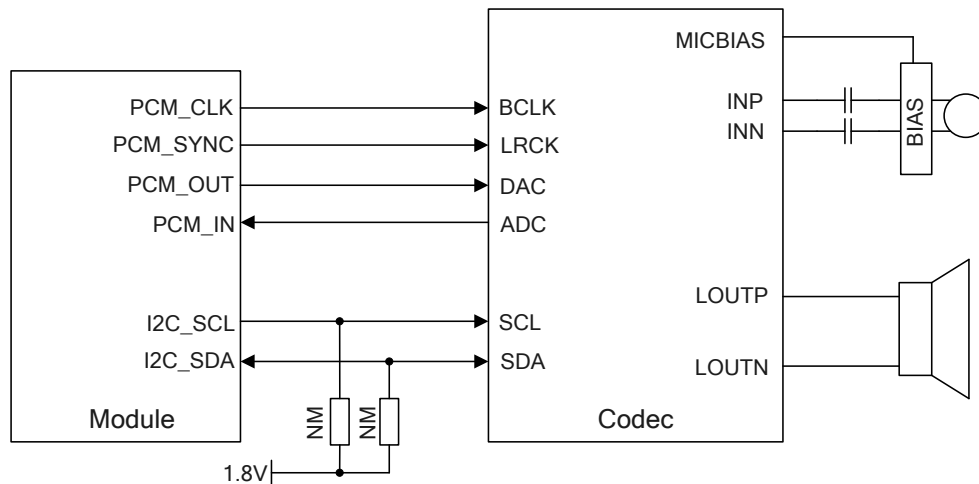 MICBIAS
PCM_CLK
BCLK
INP
PCM_SYNC
LRCK
INN
BIAS
PCM_OUT
DAC
PCM_IN
ADC
LOUTP
I2C_SCL
SCL
I2C_SDA
SDA
LOUTN
NM
NM
Module
Codec
1.8V